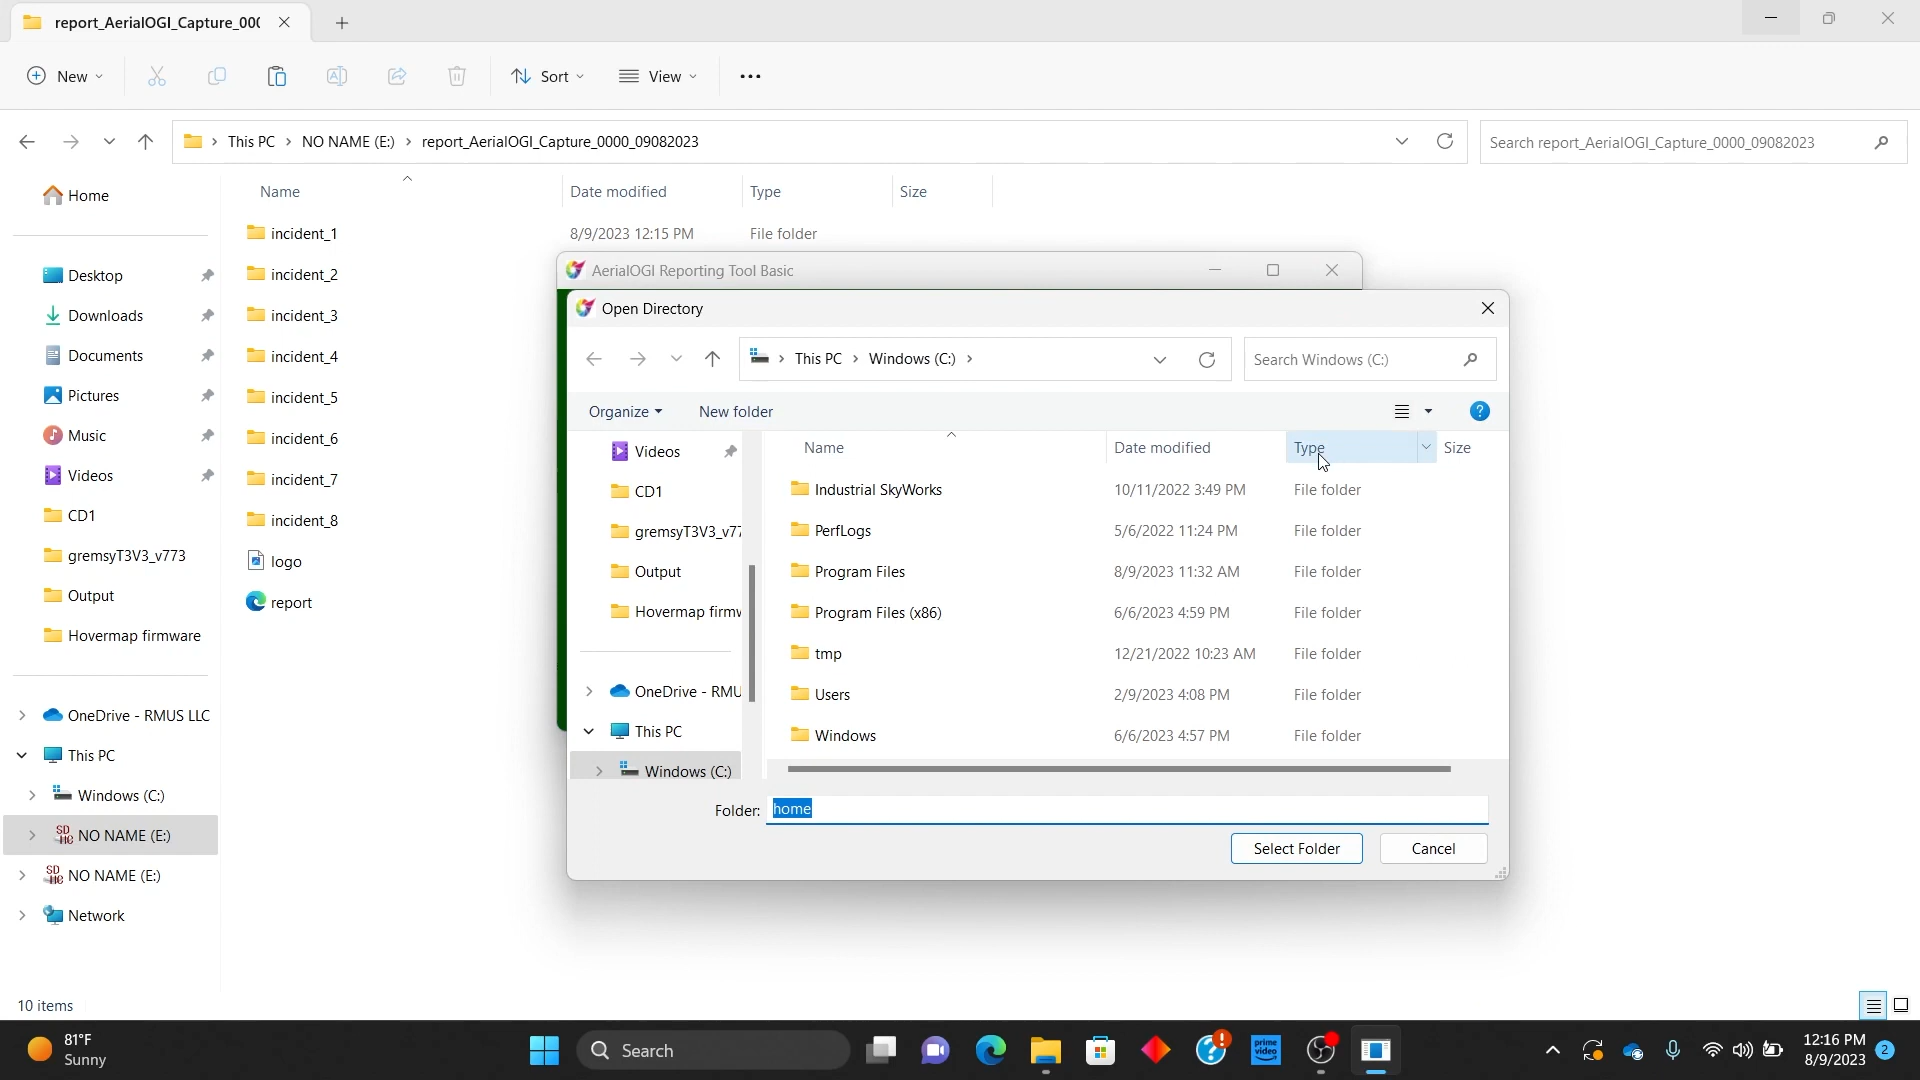 report_AerialOGI_Capture_000
New
Sort
View
This PC > NO NAME (E:) > report_AerialOGI_Capture_0000_09082023
Search report_AerialOGI_Capture_0000_09082023
Home
Desktop
Downloads
Documents
Pictures
Music
Videos
CD1
gremsyT3V3_v773
Output
Hovermap firmware
OneDrive - RMUS LLC
This PC
Windows (C:)
NO NAME (E:)
NO NAME (E:)
Network
Name Date modified Type Size
incident_1 8/9/2023 12:15 PM File folder
incident_2
incident_3
incident_4
incident_5
incident_6
incident_7
incident_8
logo
report
AerialOGI Reporting Tool Basic
Open Directory
This PC > Windows (C:) >
Search Windows (C:)
Organize
New folder
Videos
CD1
gremsyT3V3_v77
Output
Hovermap firmw
OneDrive - RMU
This PC
Windows (C:)
Name Date modified Type Size
Industrial SkyWorks 10/11/2022 3:49 PM File folder
PerfLogs 5/6/2022 11:24 PM File folder
Program Files 8/9/2023 11:32 AM File folder
Program Files (x86) 6/6/2023 4:59 PM File folder
tmp 12/21/2022 10:23 AM File folder
Users 2/9/2023 4:08 PM File folder
Windows 6/6/2023 4:57 PM File folder
Folder: home
Select Folder
Cancel
10 items
81°F
Sunny
Search
prime video
12:16 PM
8/9/2023
2